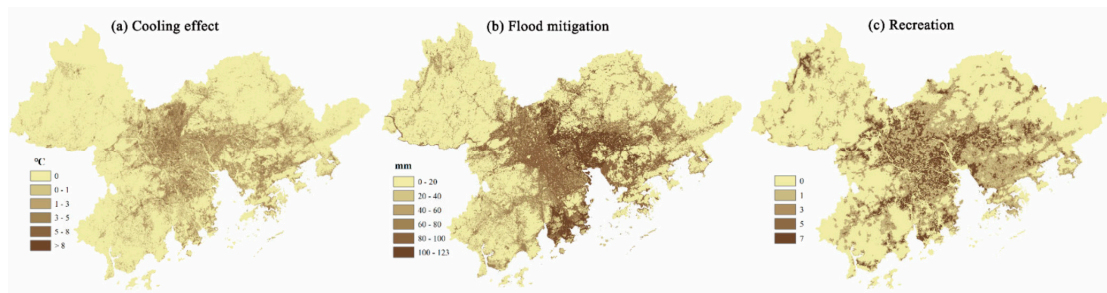 (a) Cooling effect
°C
0
0 - 1
1 - 3
3 - 5
5 - 8
> 8
(b) Flood mitigation
mm
0 - 20
20 - 40
40 - 60
60 - 80
80 - 100
100 - 123
(c) Recreation
0
1
3
5
7